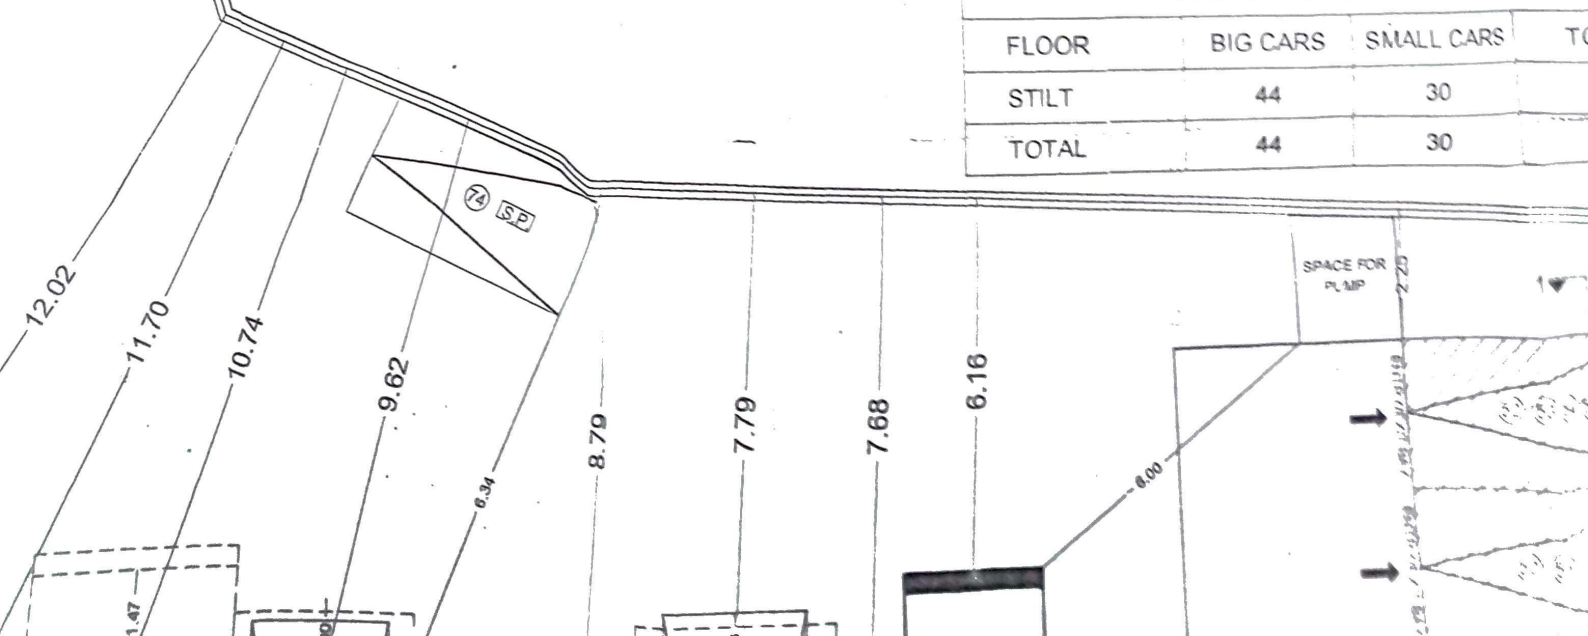 FLOOR BIG CARS SMALL CARS
STILT 44 30
TOTAL 44 30
74 S.P
SPACE FOR
PUMP
2.25
1
12.02
11.70
10.74
9.62
6.34
8.79
7.79
7.68
6.16
6.00
1.47